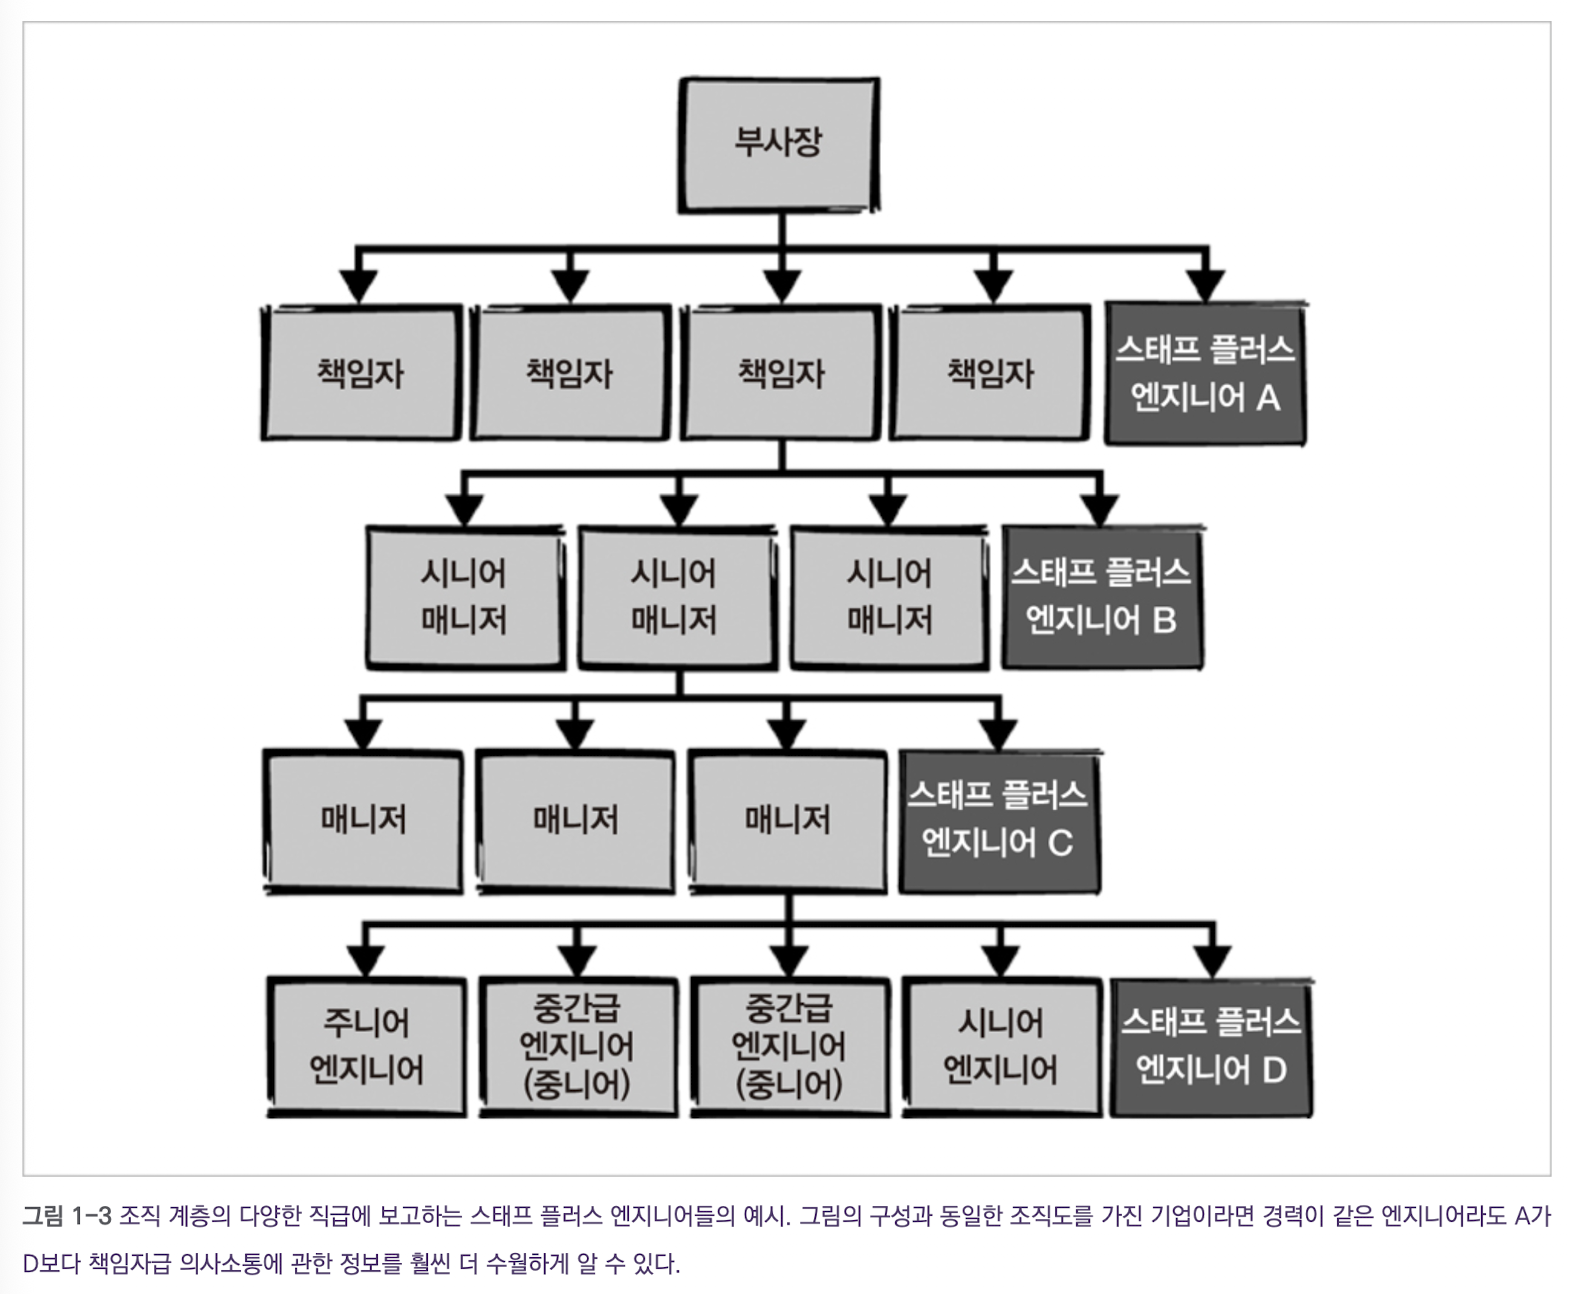 부사장
책임자
책임자
책임자
책임자
스태프 플러스
엔지니어 A
시니어
매니저
시니어
매니저
시니어
매니저
스태프 플러스
엔지니어 B
매니저
매니저
매니저
스태프 플러스
엔지니어 C
주니어
엔지니어
중간급
엔지니어
(중니어)
중간급
엔지니어
(중니어)
시니어
엔지니어
스태프 플러스
엔지니어 D
그림 1-3 조직 계층의 다양한 직급에 보고하는 스태프 플러스 엔지니어들의 예시. 그림의 구성과 동일한 조직도를 가진 기업이라면 경력이 같은 엔지니어라도 A가
D보다 책임자급 의사소통에 관한 정보를 훨씬 더 수월하게 알 수 있다.